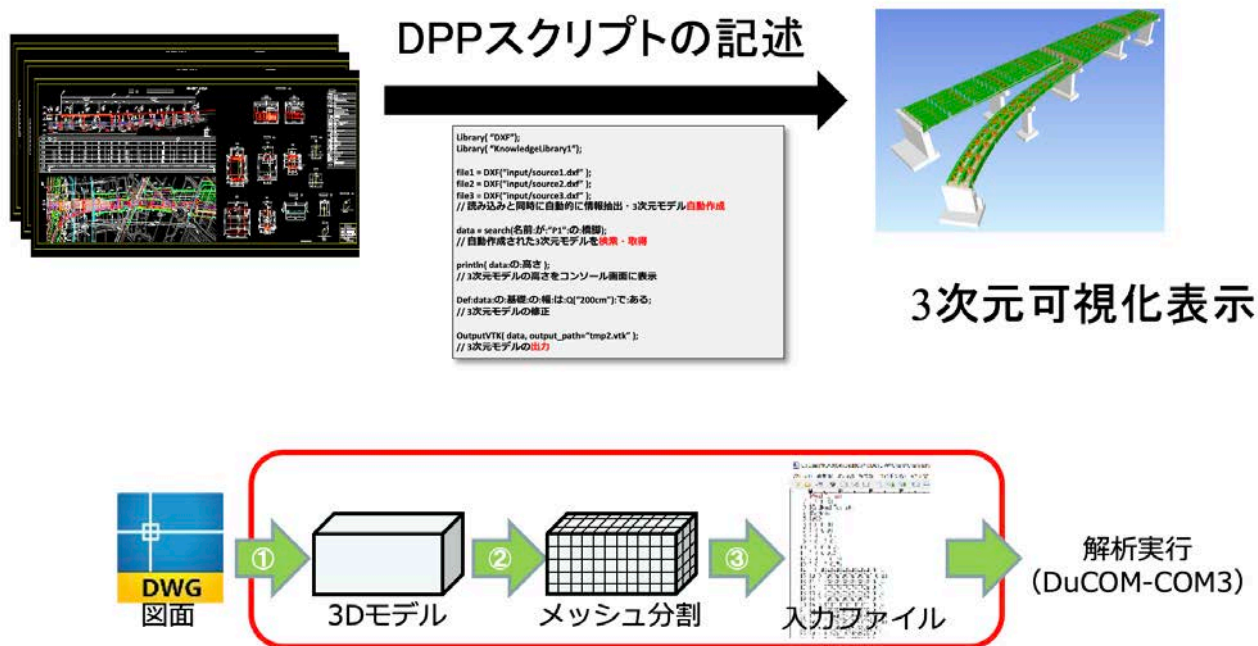 DPPスクリプトの記述
Library( "DXF");
Library( "KnowledgeLibrary1");
file1 = DXF("input/source1.dxf" );
file2 = DXF("input/source2.dxf" );
file3 = DXF("input/source3.dxf" );
// 読み込みと同時に自動的に情報抽出・3次元モデル自動作成
data = search(名前:が:"P1":の:橋脚);
// 自動作成された3次元モデルを検索・取得
println( data:の:高さ );
// 3次元モデルの高さをコンソール画面に表示
Def:data:の:基礎:の:幅:は:Q("200cm"):で:ある;
// 3次元モデルの修正
OutputVTK( data, output_path="tmp2.vtk" );
// 3次元モデルの出力
3次元可視化表示
DWG
図面
①
3Dモデル
②
メッシュ分割
③
入力ファイル
解析実行
(DuCOM-COM3)